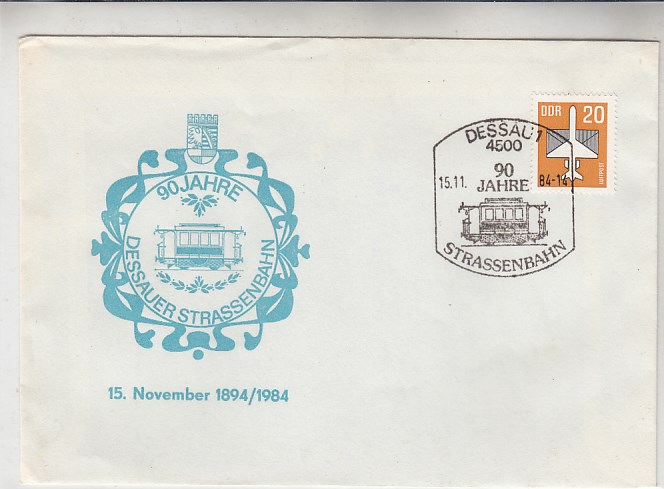 90 JAHRE
DESSAUER STRASSENBAHN
15. November 1894/1984
DDR 20
LUFTPOST
DESSAU 1
4500
90
JAHRE
15.11. 84-14
STRASSENBAHN